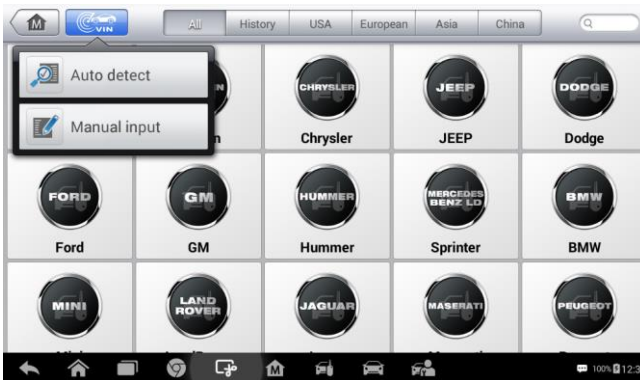 M
VIN
All
History
USA
European
Asia
China
Auto detect
Manual input
CHRYSLER
JEEP
DODGE
Chrysler
JEEP
Dodge
FORD
GM
HUMMER
MERCEDES
BENZ LD
BMW
Ford
GM
Hummer
Sprinter
BMW
MINI
LAND
ROVER
JAGUAR
MASERATI
PEUGEOT
M
100%